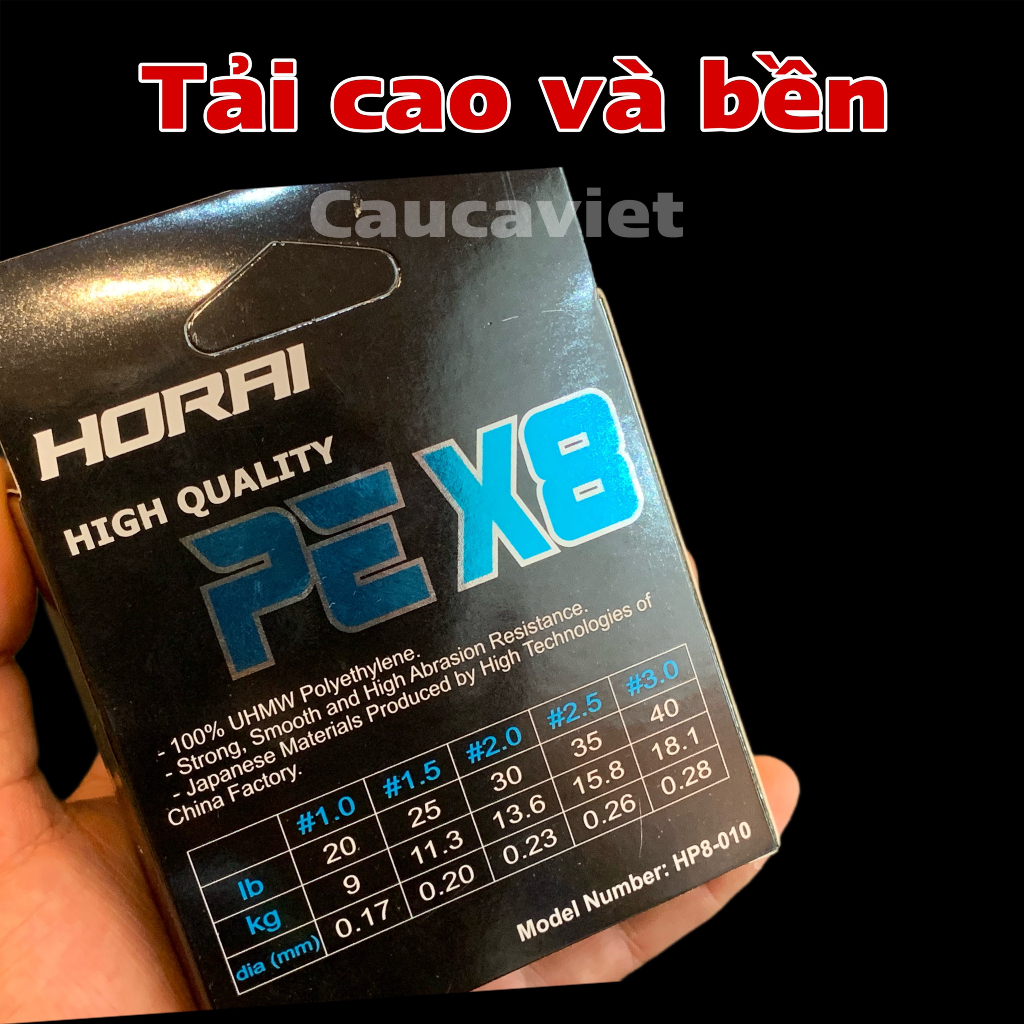 Tải cao và bền
Caucaviet
HORAI
HIGH QUALITY
PE X8
- 100% UHMW Polyethylene.
- Strong, Smooth and High Abrasion Resistance.
- Japanese Materials Produced by High Technologies of
China Factory.
#1.0 #1.5 #2.0 #2.5 #3.0
lb 20 25 30 35 40
kg 9 11.3 13.6 15.8 18.1
dia (mm) 0.17 0.20 0.23 0.26 0.28
Model Number: HP8-010